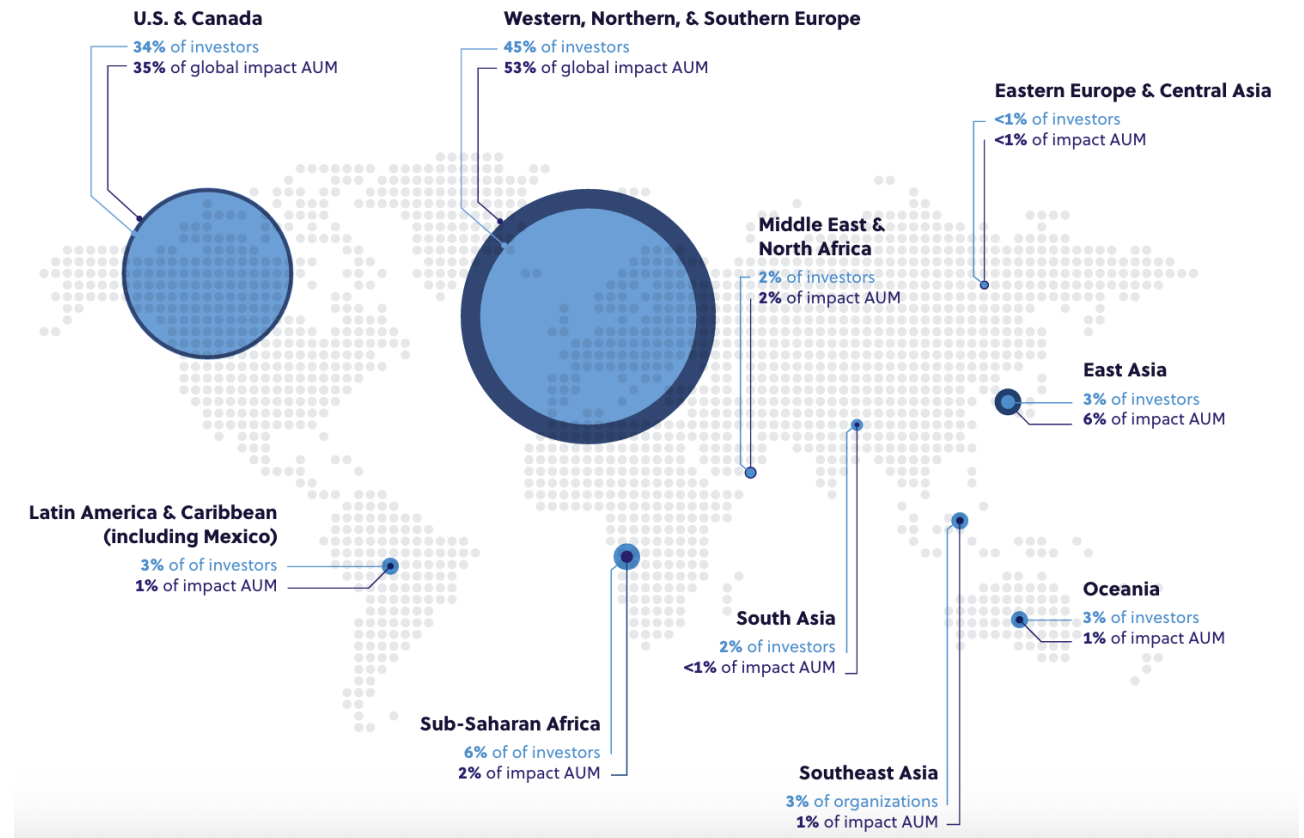 U.S. & Canada
34% of investors
35% of global impact AUM
Western, Northern, & Southern Europe
45% of investors
53% of global impact AUM
Eastern Europe & Central Asia
<1% of investors
<1% of impact AUM
Middle East &
North Africa
2% of investors
2% of impact AUM
East Asia
3% of investors
6% of impact AUM
Latin America & Caribbean
(including Mexico)
3% of of investors
1% of impact AUM
Oceania
3% of investors
1% of impact AUM
South Asia
2% of investors
<1% of impact AUM
Sub-Saharan Africa
6% of of investors
2% of impact AUM
Southeast Asia
3% of organizations
1% of impact AUM